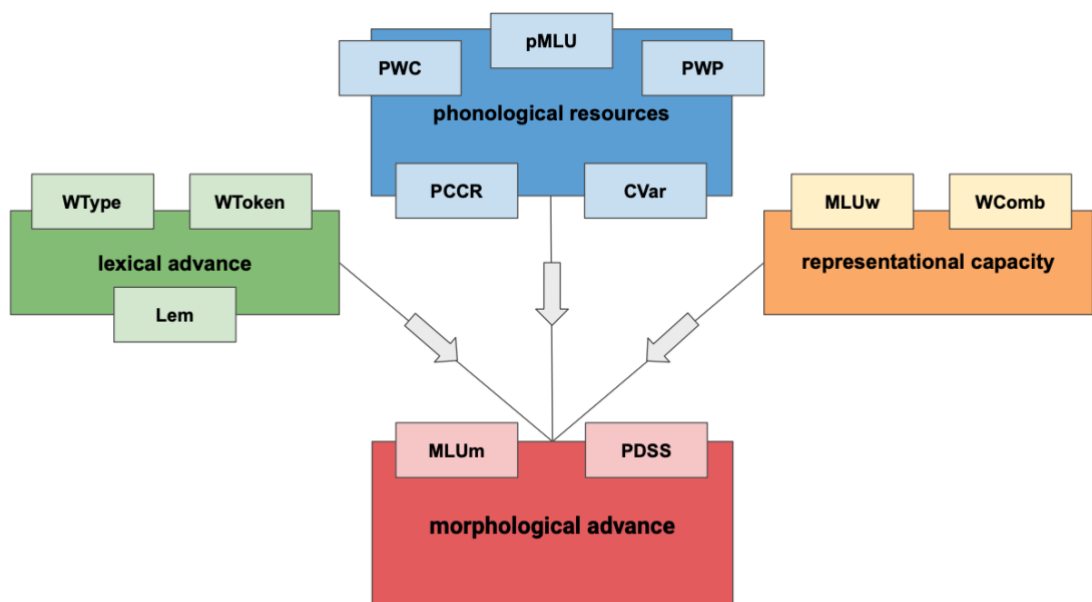 pMLU
PWC
PWP
phonological resources
PCCR
CVar
WType
WToken
lexical advance
Lem
MLUw
WComb
representational capacity
MLUm
PDSS
morphological advance